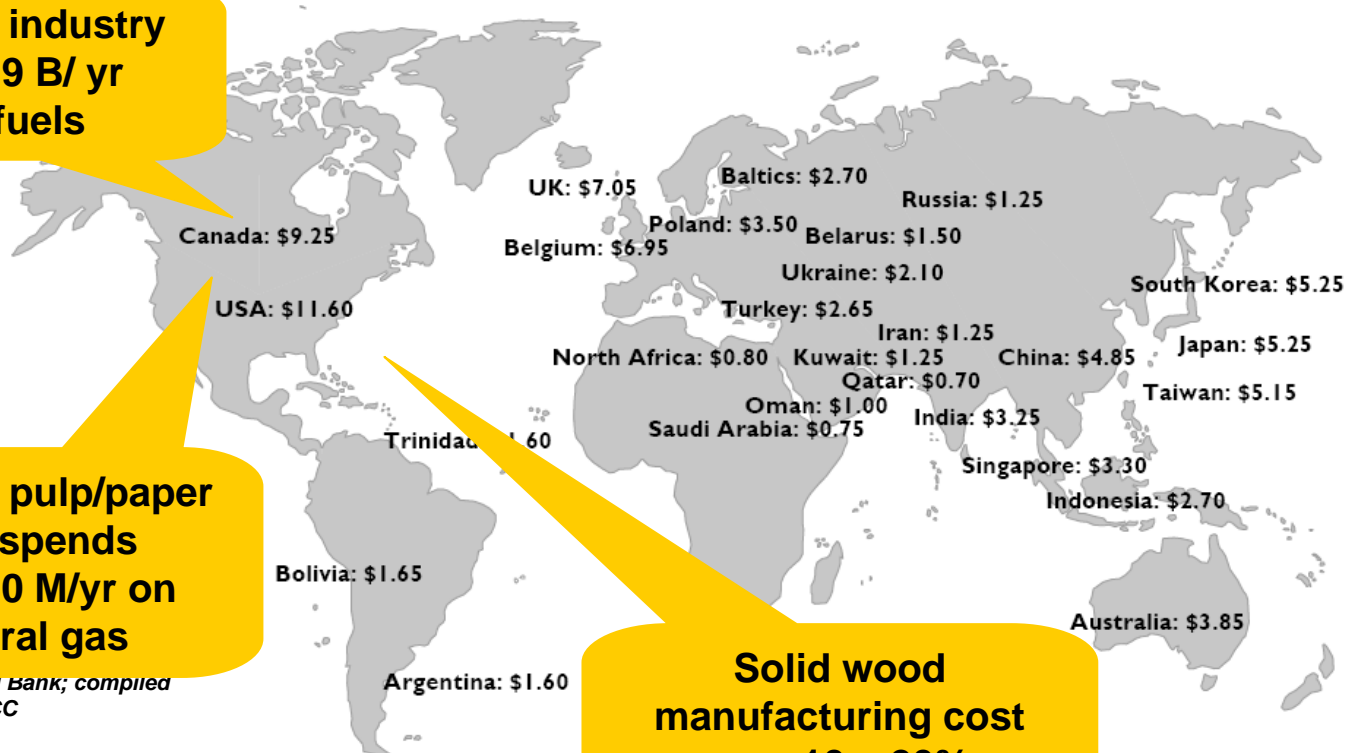 industry
9 B/ yr
fuels
UK: $7.05
Baltics: $2.70
Russia: $1.25
Canada: $9.25
Poland: $3.50
Belarus: $1.50
Belgium: $6.95
Ukraine: $2.10
South Korea: $5.25
USA: $11.60
Turkey: $2.65
Iran: $1.25
Japan: $5.25
North Africa: $0.80
Kuwait: $1.25
China: $4.85
Qatar: $0.70
Taiwan: $5.15
Oman: $1.00
India: $3.25
Saudi Arabia: $0.75
Trinidad 1.60
Singapore: $3.30
Indonesia: $2.70
pulp/paper
spends
0 M/yr on
ral gas
Bolivia: $1.65
Australia: $3.85
Bank; compiled
Argentina: $1.60
Solid wood
manufacturing cost